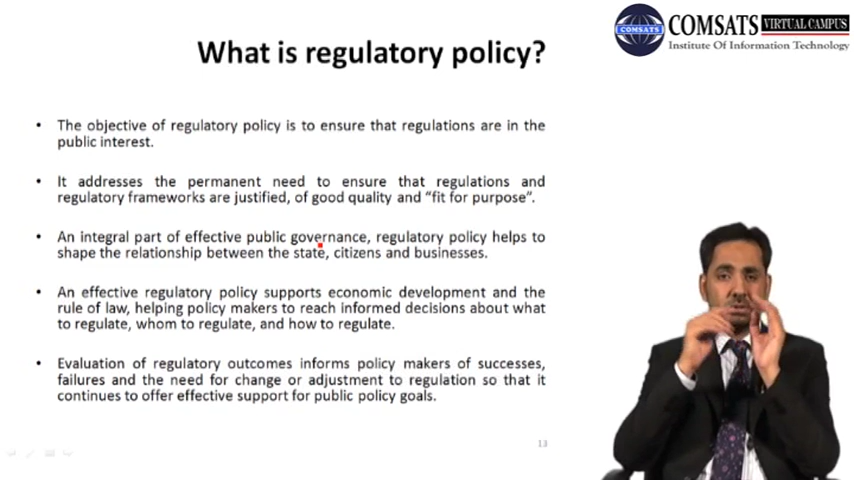 What is regulatory policy?
COMSATS VIRTUAL CAMPUS
COMSATS
Institute Of Information Technology
• The objective of regulatory policy is to ensure that regulations are in the
public interest.
• It addresses the permanent need to ensure that regulations and
regulatory frameworks are justified, of good quality and “fit for purpose”.
• An integral part of effective public governance, regulatory policy helps to
shape the relationship between the state, citizens and businesses.
• An effective regulatory policy supports economic development and the
rule of law, helping policy makers to reach informed decisions about what
to regulate, whom to regulate, and how to regulate.
• Evaluation of regulatory outcomes informs policy makers of successes,
failures and the need for change or adjustment to regulation so that it
continues to offer effective support for public policy goals.
13